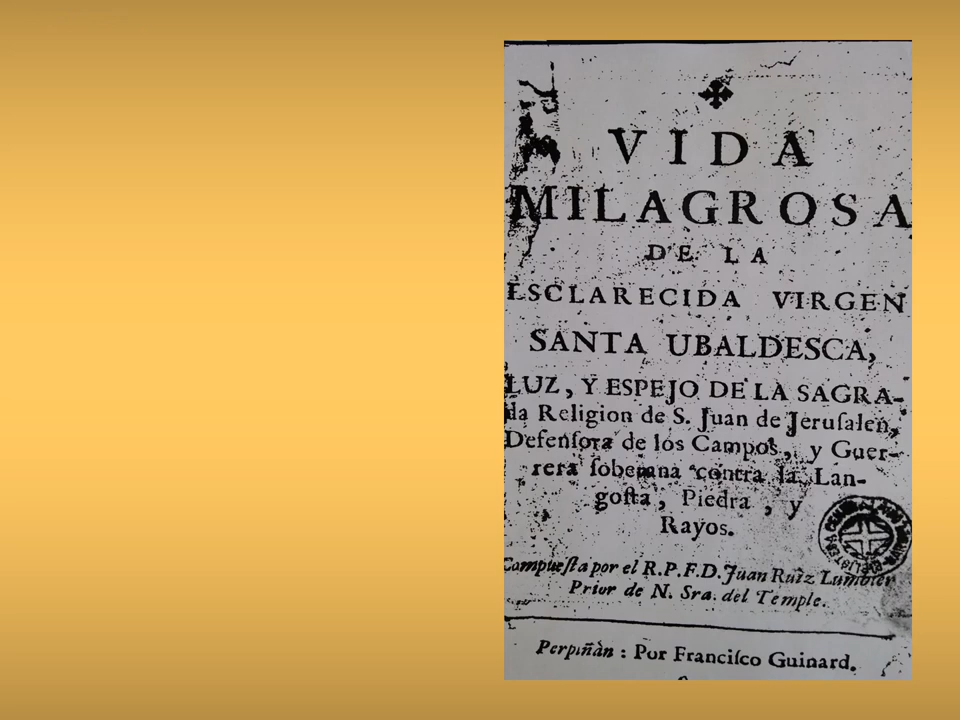 VIDA
MILAGROSA
DE LA
ESCLARECIDA VIRGEN
SANTA UBALDESCA,
LUZ, Y ESPEJO DE LA SAGRA-
da Religion de S. Juan de Jeruſalen,
Defenſora de los Campos, y Guer-
rera ſoberana contra la Lan-
goſta, Piedra, y
Rayos.
Compueſta por el R.P.F.D. Juan Ruiz Lumbier
Prior de N. Sra. del Temple.
Perpiñàn : Por Franciſco Guinard.